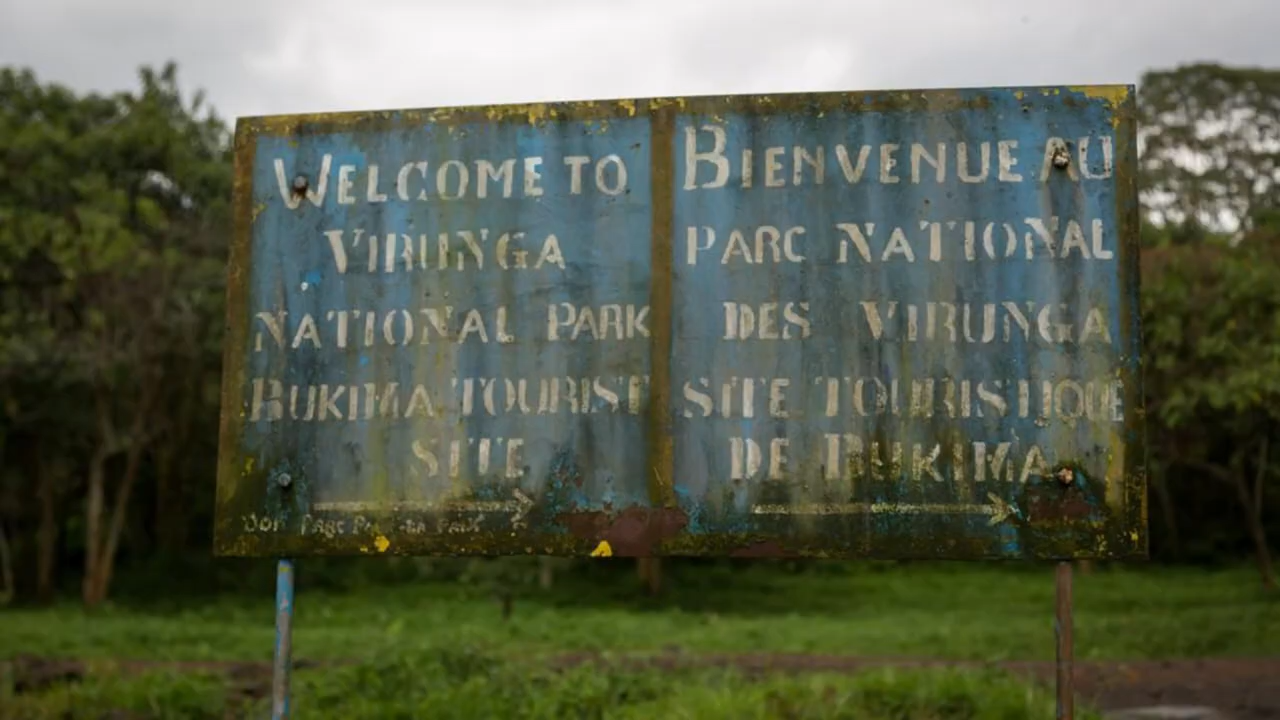 WELCOME TO
VIRUNGA
NATIONAL PARK
BUKIMA TOURIST
SITE
BIENVENUE AU
PARC NATIONAL
DES VIRUNGA
SITE TOURISTIQUE
DE BUKIMA